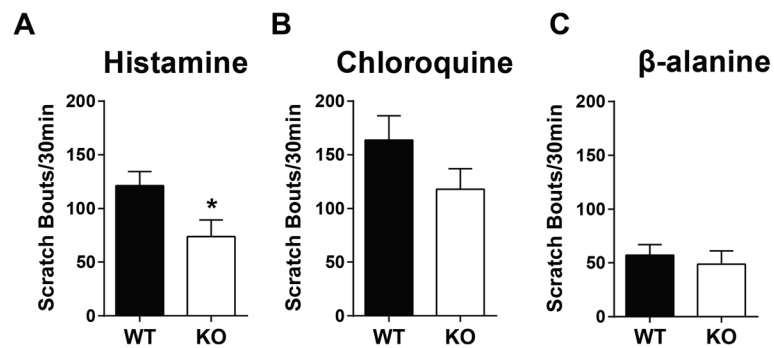 A
Histamine
Scratch Bouts/30min
200
150
100
50
0
*
WT
KO
B
Chloroquine
Scratch Bouts/30min
200
150
100
50
0
WT
KO
C
β-alanine
Scratch Bouts/30min
200
150
100
50
0
WT
KO